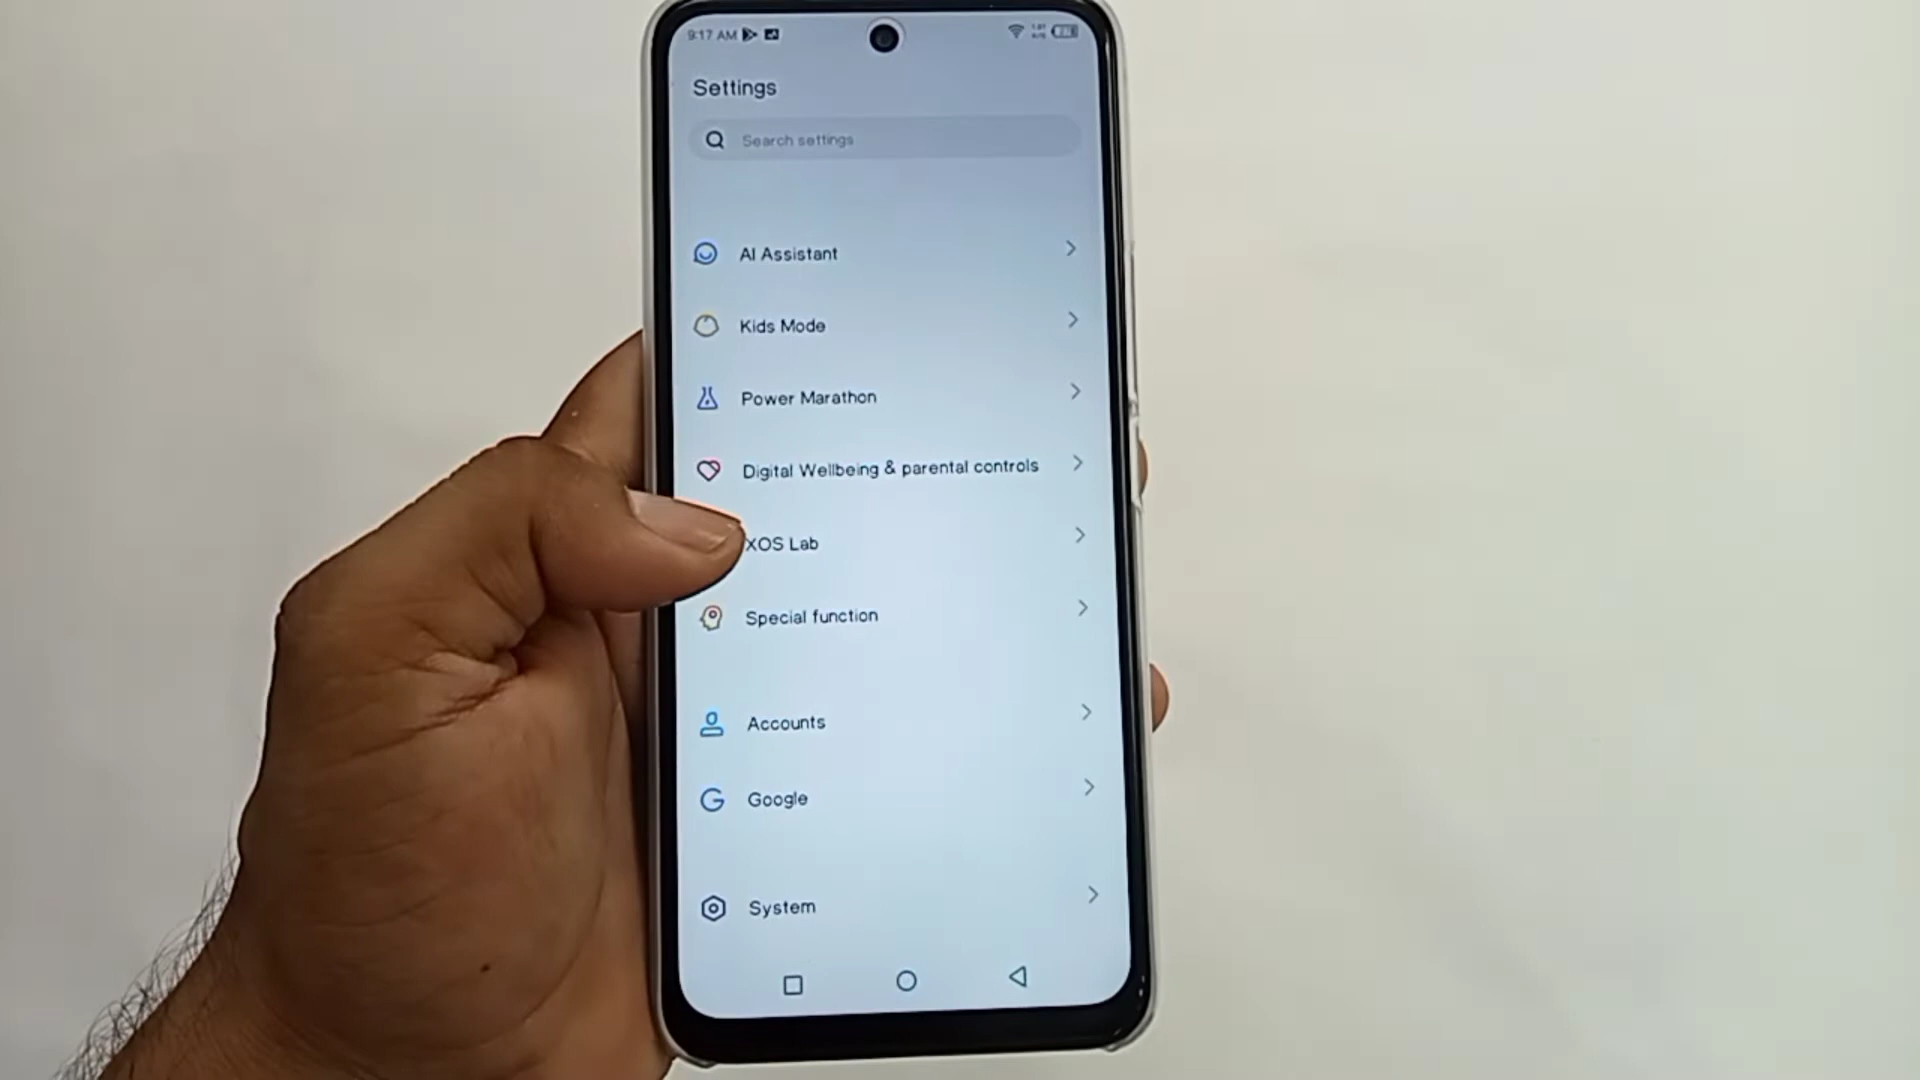 9:17 AM
Settings
Search settings
AI Assistant
Kids Mode
Power Marathon
Digital Wellbeing & parental controls
XOS Lab
Special function
Accounts
Google
System